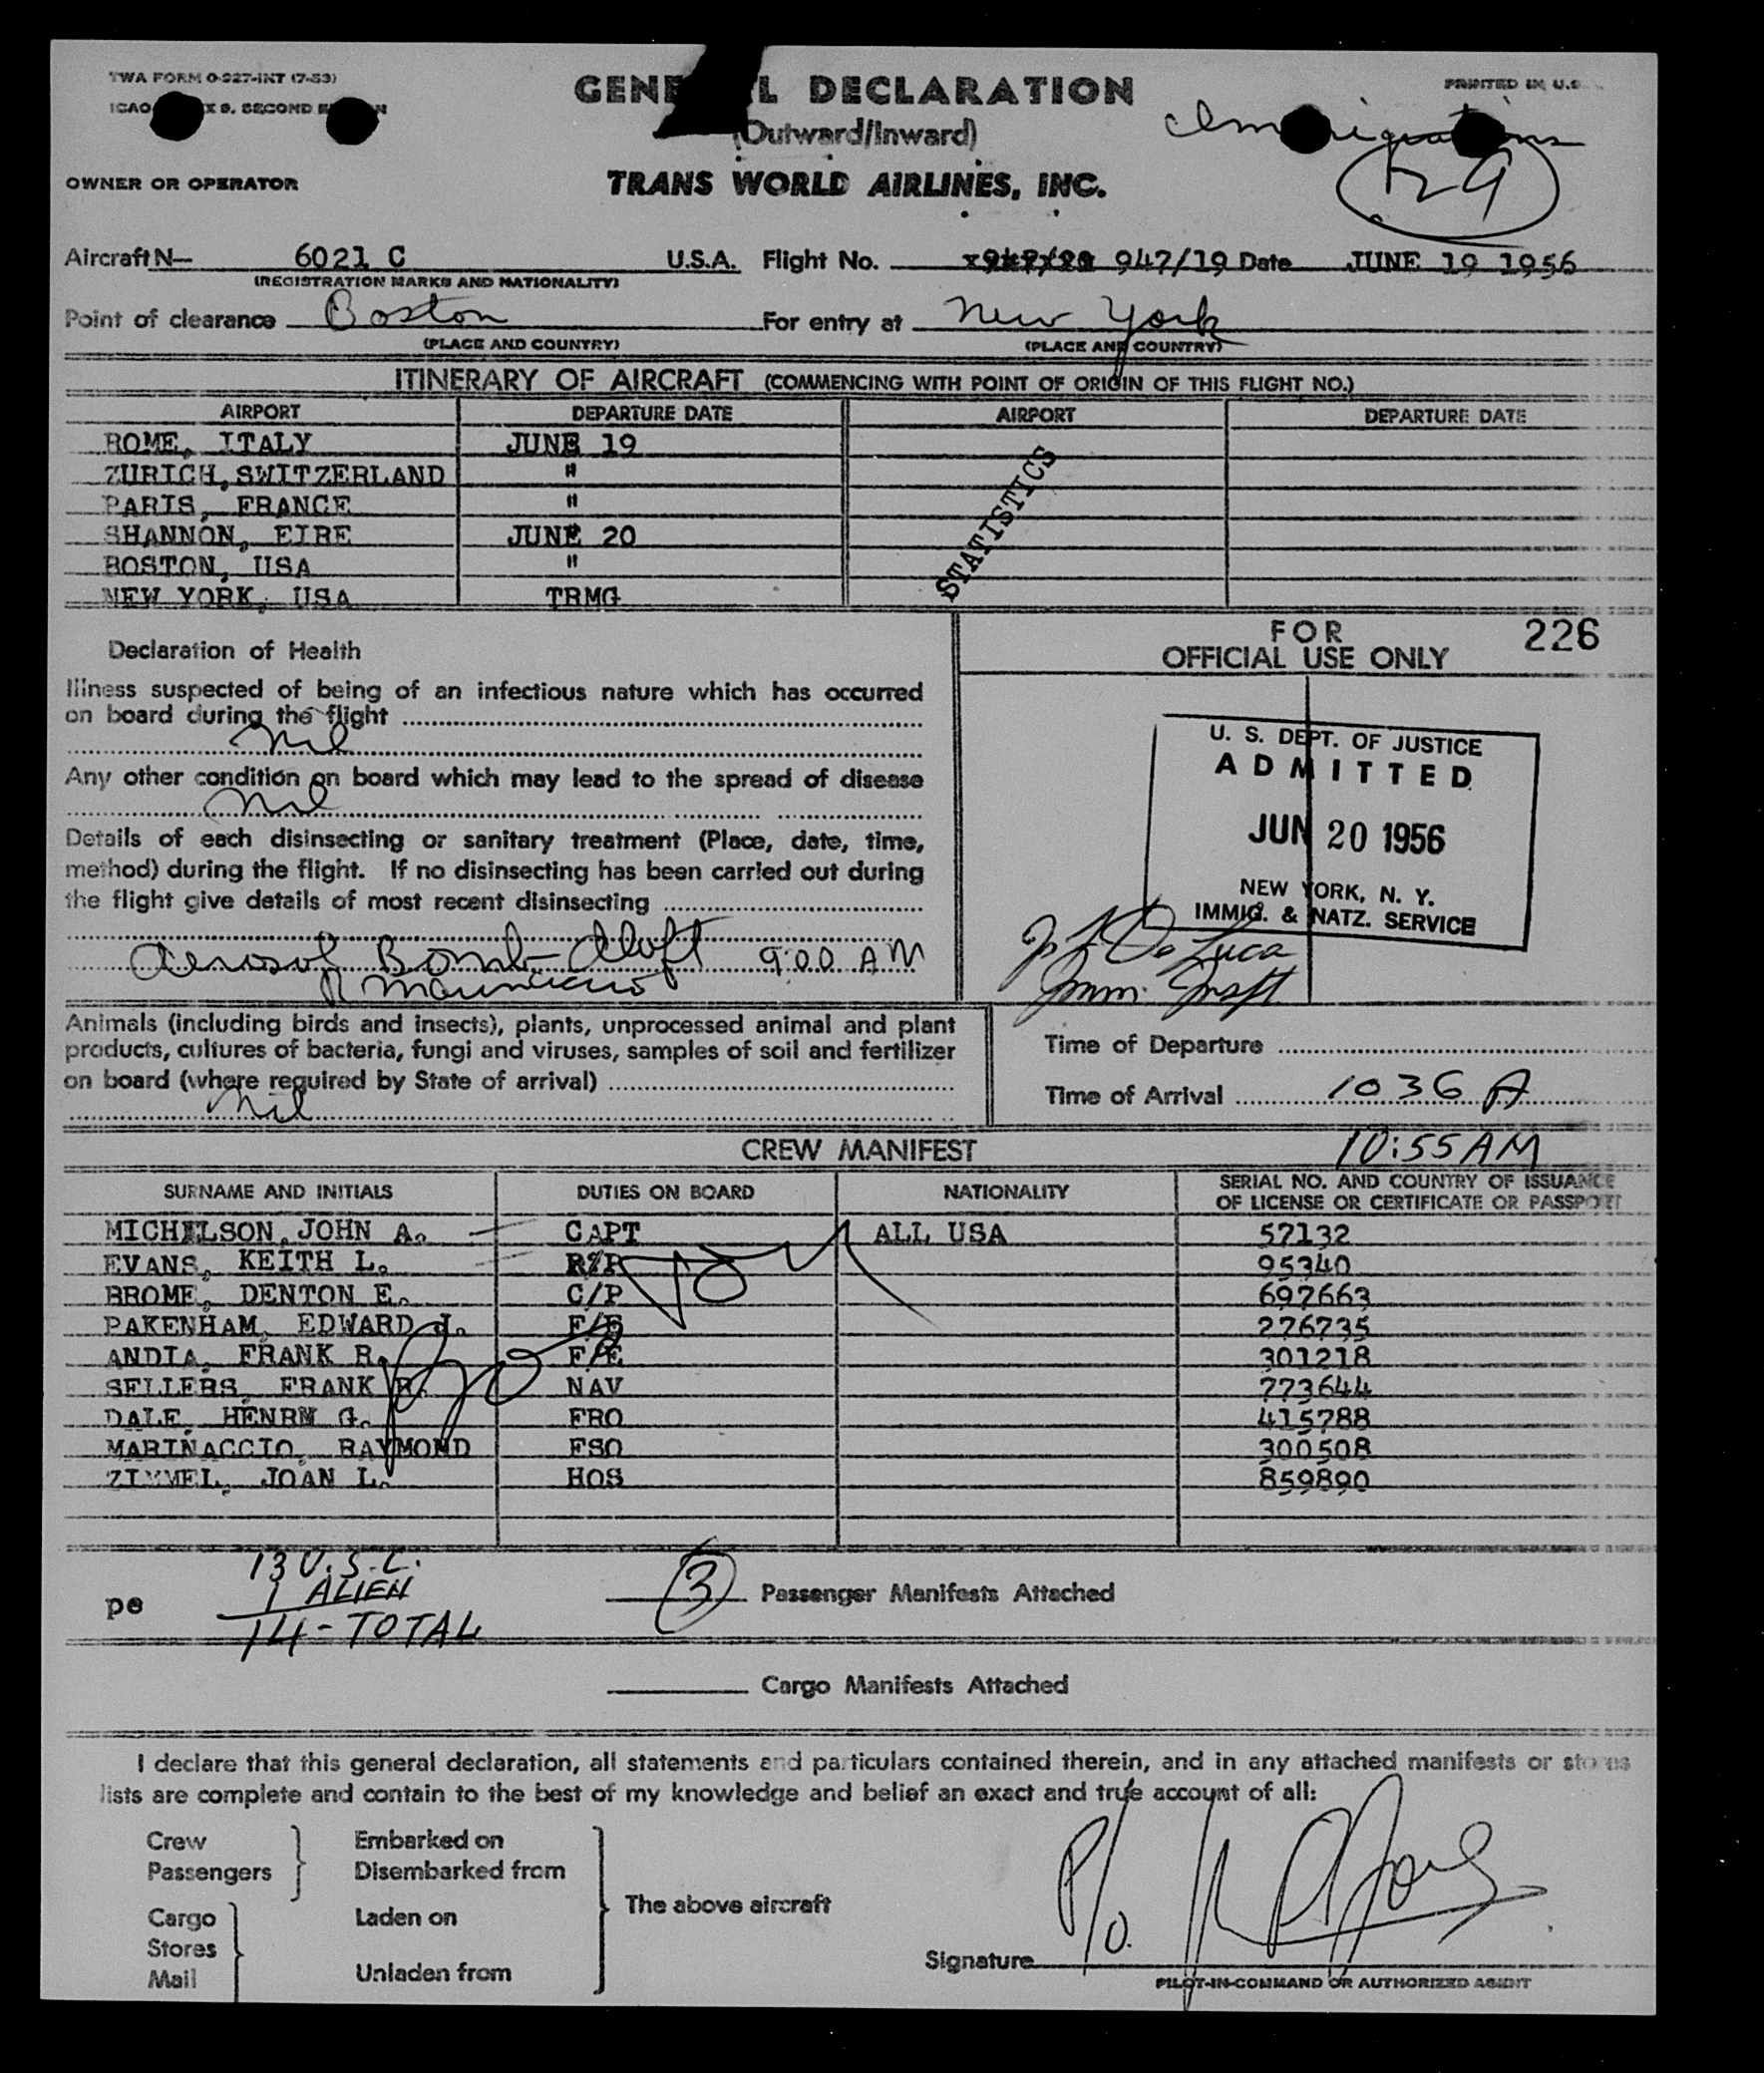 TWA FORM O-927-INT (7-53)
GENE L DECLARATION
PRINTED IN U.S.
ICAO X 9. SECOND E N
(Outward/Inward)
OWNER OR OPERATOR
TRANS WORLD AIRLINES, INC.
29
Aircraft N— 6021 C U.S.A. Flight No. 947/19 Date JUNE 19 1956
(REGISTRATION MARKS AND NATIONALITY)
Point of clearance Boston For entry at New York
(PLACE AND COUNTRY) (PLACE AND COUNTRY)
ITINERARY OF AIRCRAFT (COMMENCING WITH POINT OF ORIGIN OF THIS FLIGHT NO.)
AIRPORT DEPARTURE DATE AIRPORT DEPARTURE DATE
ROME, ITALY JUNE 19
ZURICH, SWITZERLAND "
PARIS, FRANCE "
SHANNON, EIRE JUNE 20
BOSTON, USA "
NEW YORK, USA TRMG
STATISTICS
Declaration of Health
Illness suspected of being of an infectious nature which has occurred
on board during the flight
Nil
Any other condition on board which may lead to the spread of disease
Nil
Details of each disinsecting or sanitary treatment (Place, date, time,
method) during the flight. If no disinsecting has been carried out during
the flight give details of most recent disinsecting
Aerosol Bomb Aloft 9:00 AM
R Marinaccio
FOR 226
OFFICIAL USE ONLY
U. S. DEPT. OF JUSTICE
ADMITTED
JUN 20 1956
NEW YORK, N. Y.
IMMIG. & NATZ. SERVICE
De Luca
Imm. Inspt
Animals (including birds and insects), plants, unprocessed animal and plant
products, cultures of bacteria, fungi and viruses, samples of soil and fertilizer
on board (where required by State of arrival)
Nil
Time of Departure
Time of Arrival 1036 A
10:55 AM
CREW MANIFEST
SURNAME AND INITIALS DUTIES ON BOARD NATIONALITY SERIAL NO. AND COUNTRY OF ISSUANCE
OF LICENSE OR CERTIFICATE OR PASSPORT
MICHELSON, JOHN A. CAPT ALL USA 57132
EVANS, KEITH L. R/P 95340
BROME, DENTON E. C/P 697663
PAKENHAM, EDWARD J. F/E 276735
ANDIA, FRANK R. F/E 301218
SELLERS, FRANK R. NAV 773644
DALE, HENRM G. FRO 415788
MARINACCIO, RAYMOND FSO 300508
ZIMMEL, JOAN L. HOS 859890
13 U.S.C.
1 ALIEN
14 - TOTAL
pe
3 Passenger Manifests Attached
Cargo Manifests Attached
I declare that this general declaration, all statements and particulars contained therein, and in any attached manifests or stores
lists are complete and contain to the best of my knowledge and belief an exact and true account of all:
Crew Embarked on
Passengers Disembarked from
The above aircraft
Cargo Laden on
Stores
Mail Unladen from
Signature P/O.
PILOT-IN-COMMAND OR AUTHORIZED AGENT